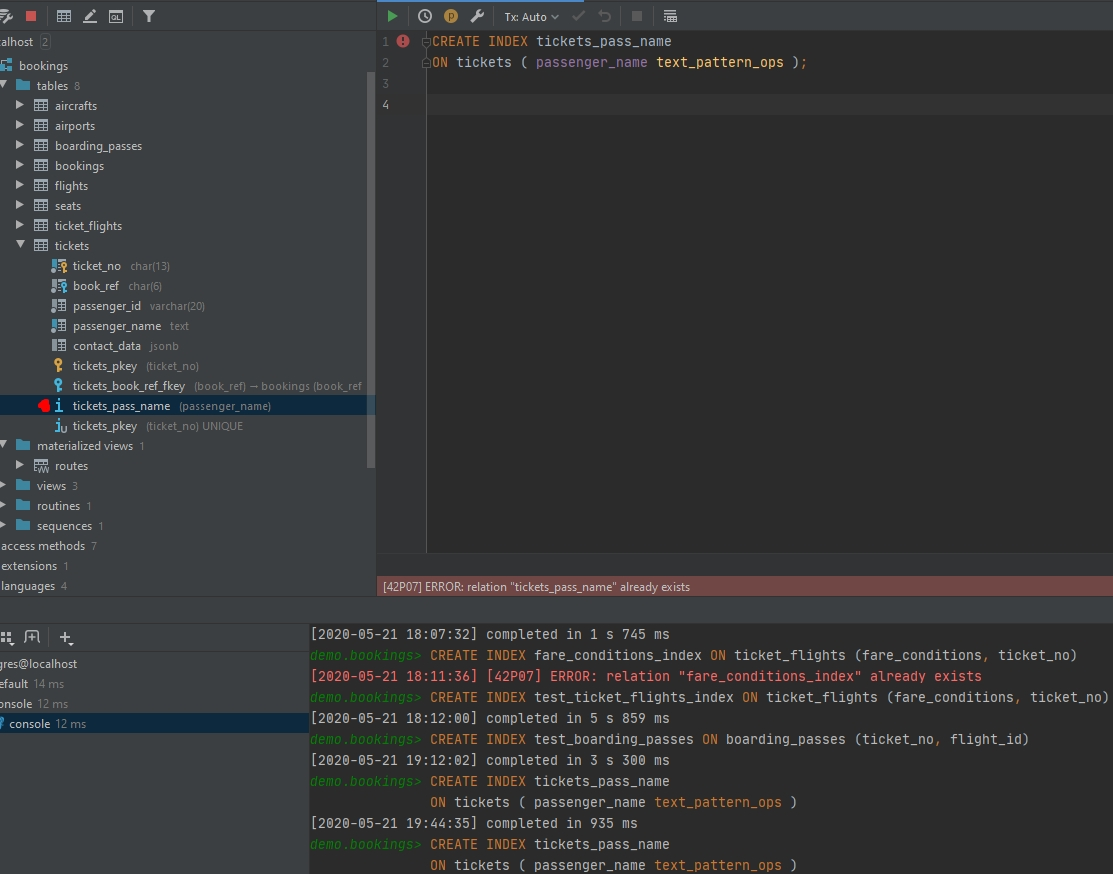 Tx: Auto
alhost 2
bookings
tables 8
aircrafts
airports
boarding_passes
bookings
flights
seats
ticket_flights
tickets
ticket_no char(13)
book_ref char(6)
passenger_id varchar(20)
passenger_name text
contact_data jsonb
tickets_pkey (ticket_no)
tickets_book_ref_fkey (book_ref) → bookings (book_ref
tickets_pass_name (passenger_name)
tickets_pkey (ticket_no) UNIQUE
materialized views 1
routes
views 3
routines 1
sequences 1
access methods 7
extensions 1
languages 4
1 CREATE INDEX tickets_pass_name
2 ON tickets ( passenger_name text_pattern_ops );
3
4
[42P07] ERROR: relation "tickets_pass_name" already exists
gres@localhost
efault 14 ms
onsole 12 ms
console 12 ms
[2020-05-21 18:07:32] completed in 1 s 745 ms
demo.bookings> CREATE INDEX fare_conditions_index ON ticket_flights (fare_conditions, ticket_no)
[2020-05-21 18:11:36] [42P07] ERROR: relation "fare_conditions_index" already exists
demo.bookings> CREATE INDEX test_ticket_flights_index ON ticket_flights (fare_conditions, ticket_no)
[2020-05-21 18:12:00] completed in 5 s 859 ms
demo.bookings> CREATE INDEX test_boarding_passes ON boarding_passes (ticket_no, flight_id)
[2020-05-21 19:12:02] completed in 3 s 300 ms
demo.bookings> CREATE INDEX tickets_pass_name
ON tickets ( passenger_name text_pattern_ops )
[2020-05-21 19:44:35] completed in 935 ms
demo.bookings> CREATE INDEX tickets_pass_name
ON tickets ( passenger_name text_pattern_ops )